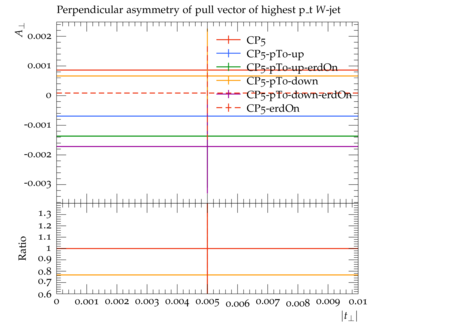 Perpendicular asymmetry of pull vector of highest p_t W-jet
A⊥
0.002
0.001
0
-0.001
-0.002
-0.003
CP5
CP5-pTo-up
CP5-pTo-up-erdOn
CP5-pTo-down
CP5-pTo-down-erdOn
CP5-erdOn
Ratio
1.3
1.2
1.1
1
0.9
0.8
0.7
0.6
0 0.001 0.002 0.003 0.004 0.005 0.006 0.007 0.008 0.009 0.01
|t⊥|